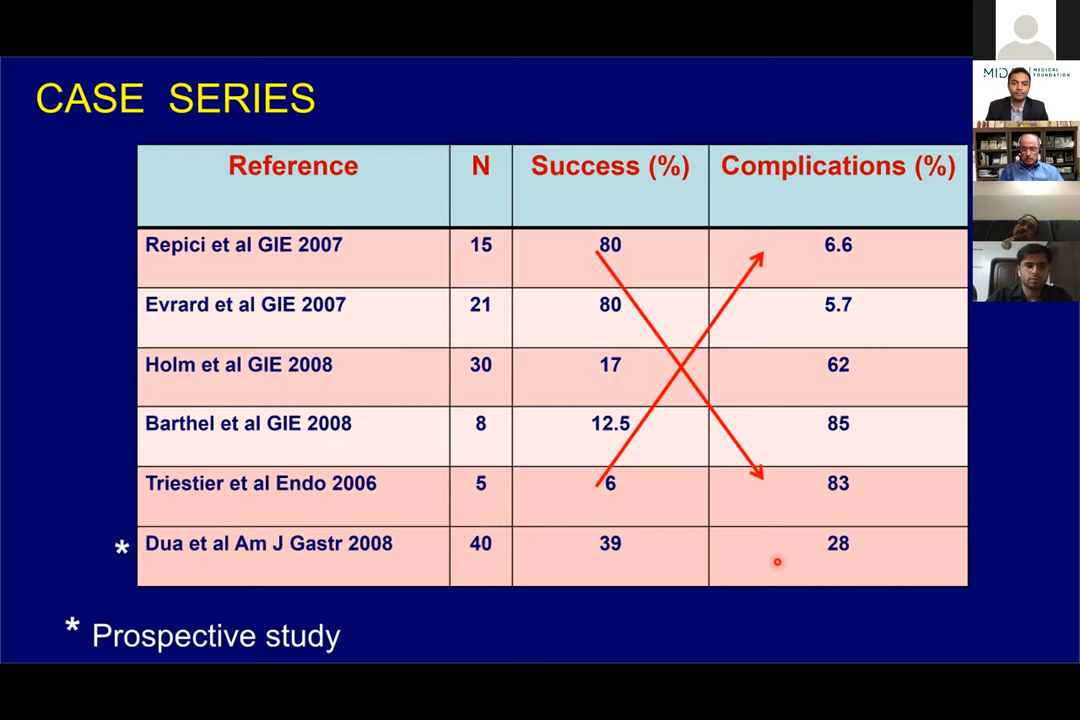 CASE SERIES
Reference N Success (%) Complications (%)
Repici et al GIE 2007 15 80 6.6
Evrard et al GIE 2007 21 80 5.7
Holm et al GIE 2008 30 17 62
Barthel et al GIE 2008 8 12.5 85
Triestier et al Endo 2006 5 6 83
* Dua et al Am J Gastr 2008 40 39 28
* Prospective study
MEDICAL
FOUNDATION